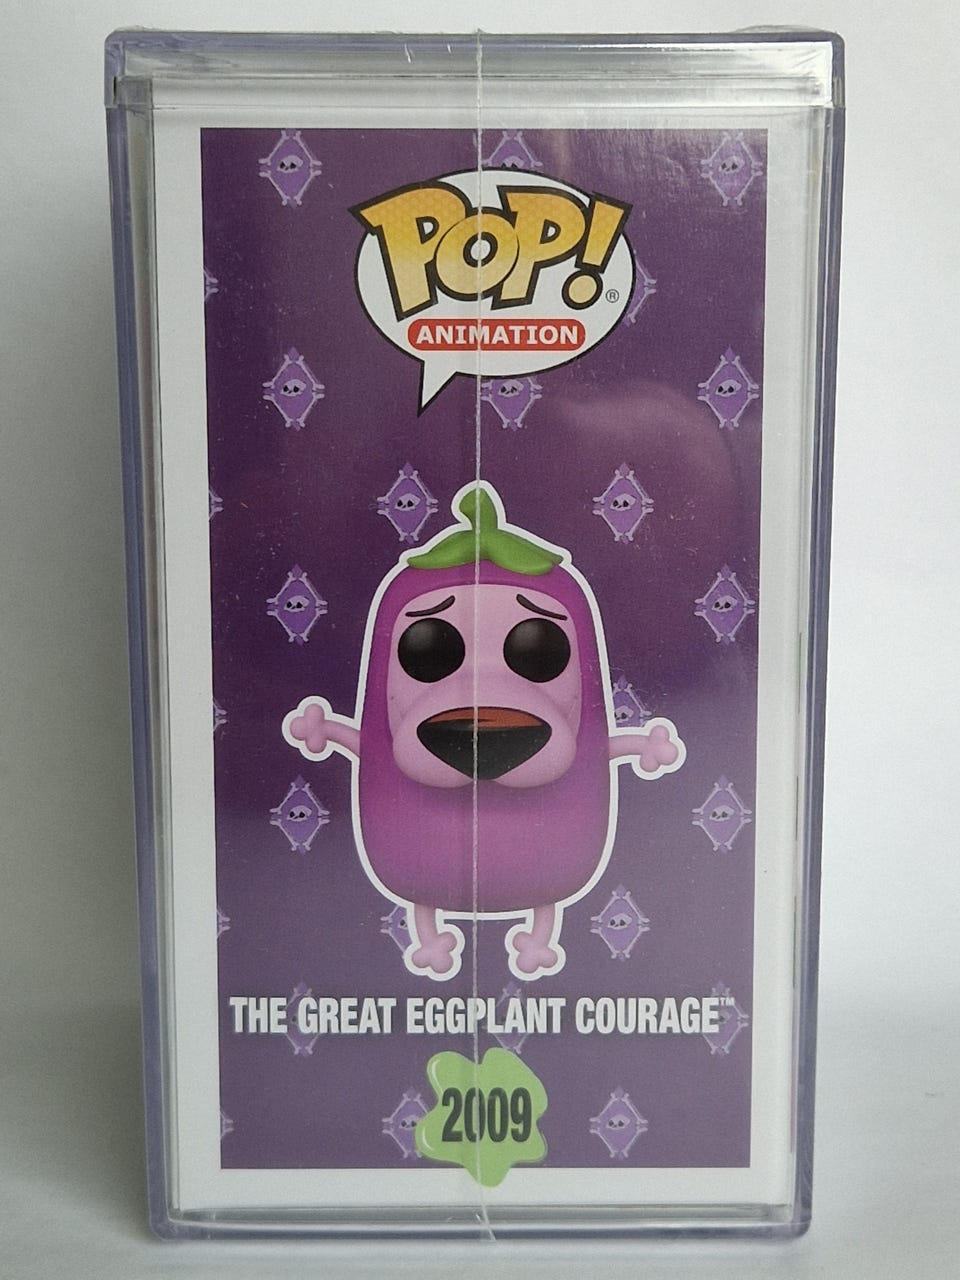 POP!®
ANIMATION
THE GREAT EGGPLANT COURAGE™
2009